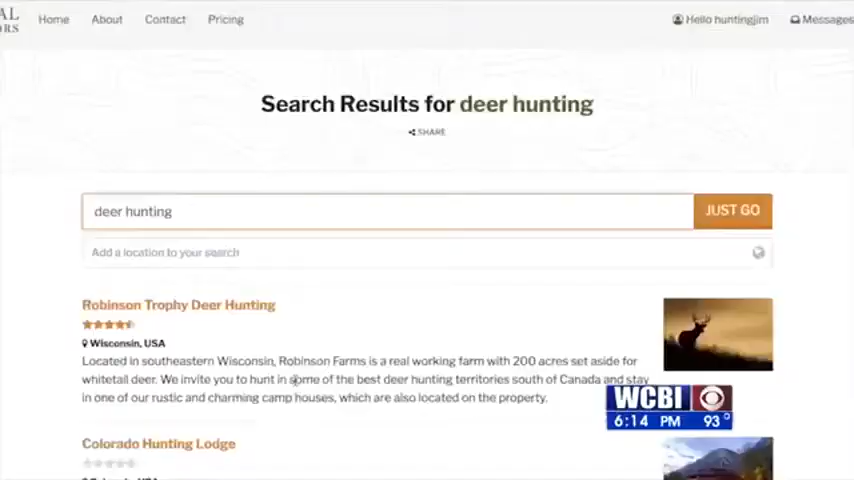 AL
ORS
Home About Contact Pricing
Hello huntingjim Messages
Search Results for deer hunting
SHARE
deer hunting
JUST GO
Add a location to your search
Robinson Trophy Deer Hunting
Wisconsin, USA
Located in southeastern Wisconsin, Robinson Farms is a real working farm with 200 acres set aside for
whitetail deer. We invite you to hunt in some of the best deer hunting territories south of Canada and stay
in one of our rustic and charming camp houses, which are also located on the property.
WCBI
6:14 PM 93°
Colorado Hunting Lodge